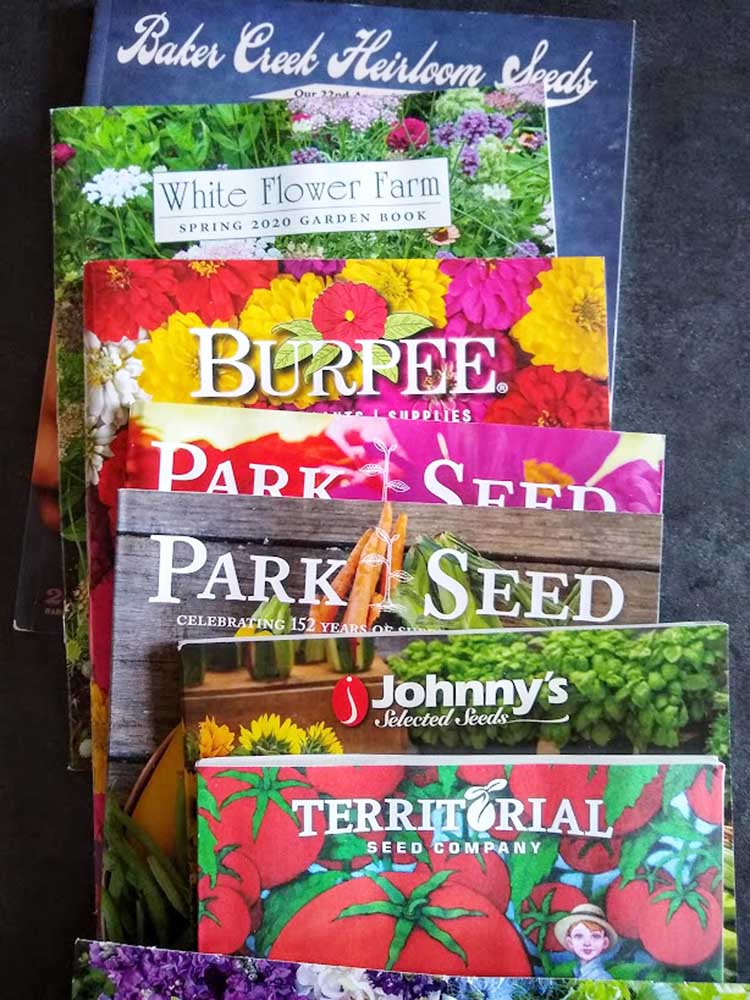 Baker Creek Heirloom Seeds
Our 22nd
White Flower Farm
SPRING 2020 GARDEN BOOK
BURPEE®
| SUPPLIES
PARK SEED
PARK SEED
CELEBRATING 152 YEARS OF
Johnny's
Selected Seeds
TERRITORIAL
SEED COMPANY